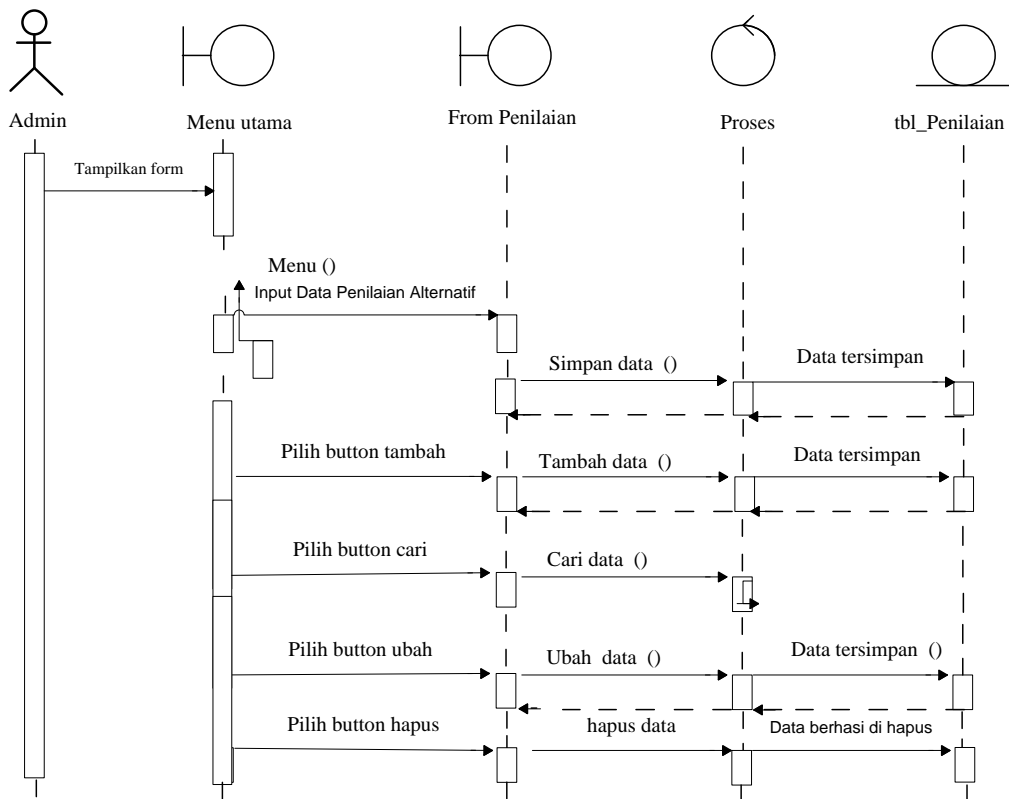 Admin
Menu utama
From Penilaian
Proses
tbl_Penilaian
Tampilkan form
Menu ()
Input Data Penilaian Alternatif
Simpan data ()
Data tersimpan
Pilih button tambah
Tambah data ()
Data tersimpan
Pilih button cari
Cari data ()
Pilih button ubah
Ubah data ()
Data tersimpan ()
Pilih button hapus
hapus data
Data berhasi di hapus